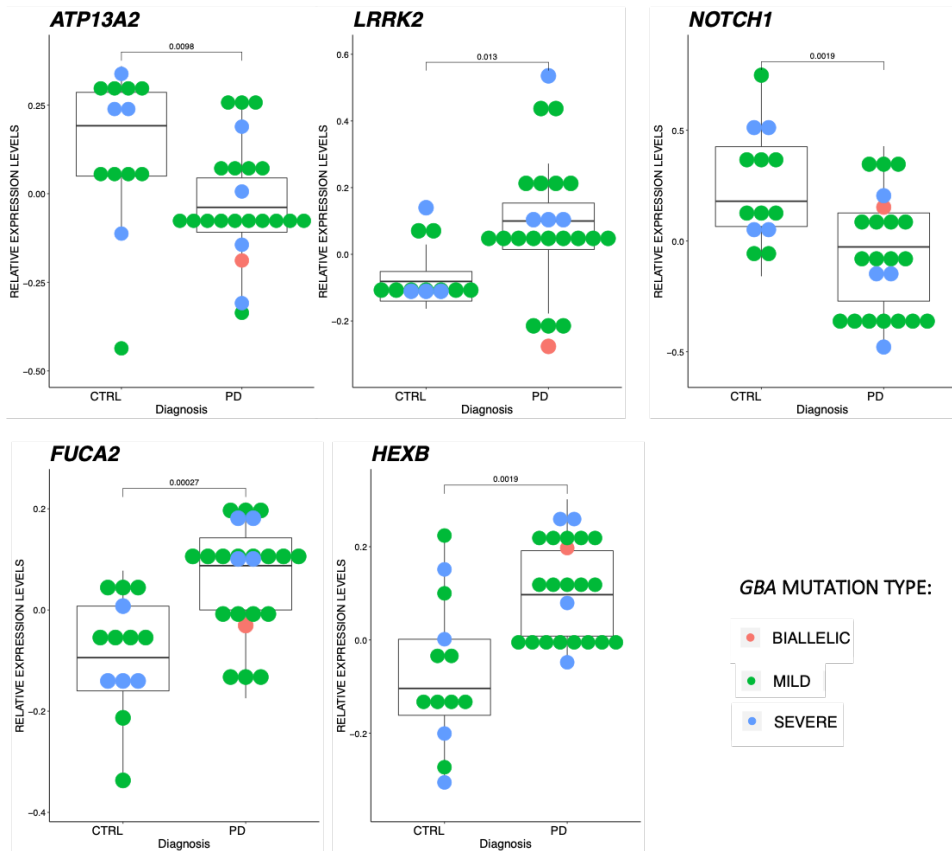 ATP13A2
0.0098
RELATIVE EXPRESSION LEVELS
0.25
0.00
−0.25
−0.50
CTRL
PD
Diagnosis
LRRK2
0.013
RELATIVE EXPRESSION LEVELS
0.6
0.4
0.2
0.0
−0.2
CTRL
PD
Diagnosis
NOTCH1
0.0019
RELATIVE EXPRESSION LEVELS
0.5
0.0
−0.5
CTRL
PD
Diagnosis
FUCA2
0.00027
RELATIVE EXPRESSION LEVELS
0.2
0.0
−0.2
−0.4
CTRL
PD
Diagnosis
HEXB
0.0019
RELATIVE EXPRESSION LEVELS
0.2
0.0
−0.2
CTRL
PD
Diagnosis
GBA MUTATION TYPE:
BIALLELIC
MILD
SEVERE